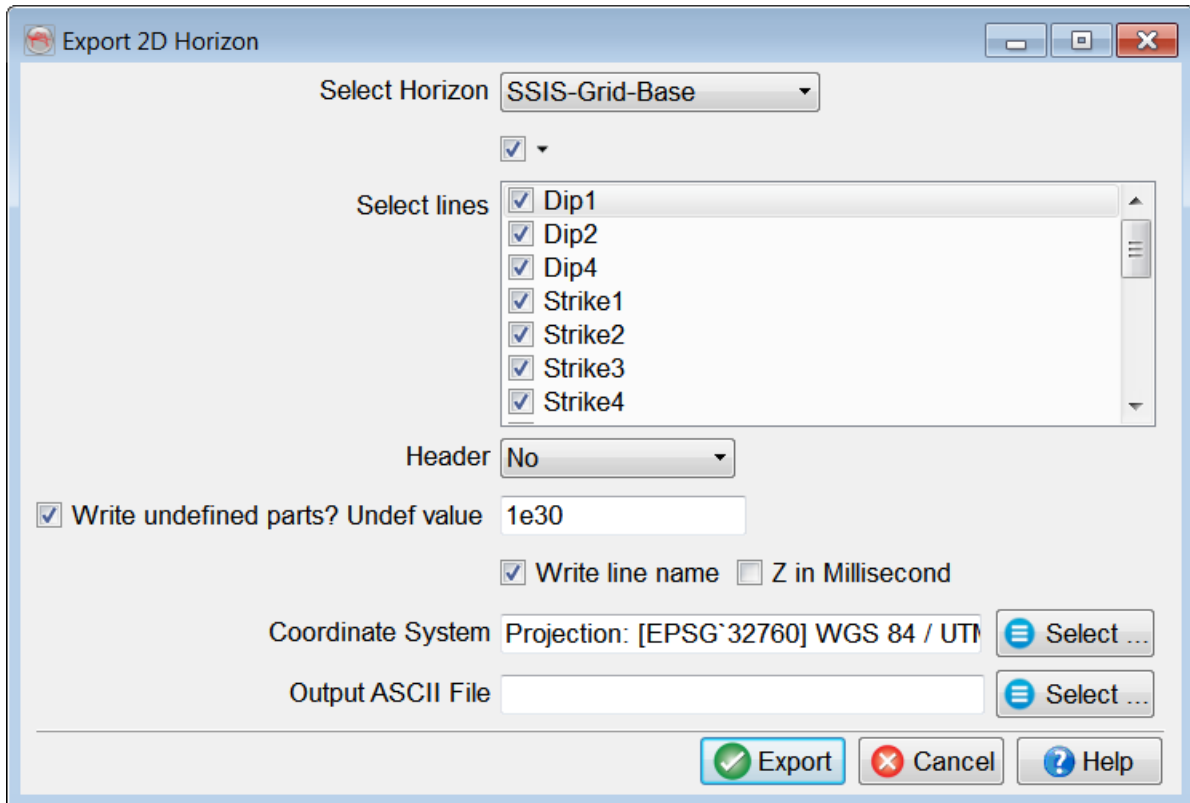 Export 2D Horizon
Select Horizon SSIS-Grid-Base
Select lines
Dip1
Dip2
Dip4
Strike1
Strike2
Strike3
Strike4
Header No
Write undefined parts? Undef value 1e30
Write line name Z in Millisecond
Coordinate System Projection: [EPSG`32760] WGS 84 / UTM Select ...
Output ASCII File Select ...
Export Cancel Help